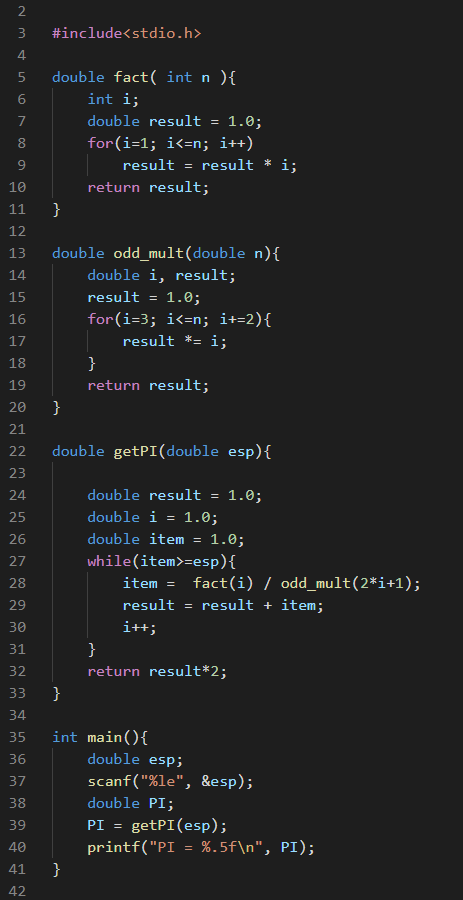 2
3 #include<stdio.h>
4
5 double fact( int n ){
6 int i;
7 double result = 1.0;
8 for(i=1; i<=n; i++)
9 result = result * i;
10 return result;
11 }
12
13 double odd_mult(double n){
14 double i, result;
15 result = 1.0;
16 for(i=3; i<=n; i+=2){
17 result *= i;
18 }
19 return result;
20 }
21
22 double getPI(double esp){
23
24 double result = 1.0;
25 double i = 1.0;
26 double item = 1.0;
27 while(item>=esp){
28 item =  fact(i) / odd_mult(2*i+1);
29 result = result + item;
30 i++;
31 }
32 return result*2;
33 }
34
35 int main(){
36 double esp;
37 scanf("%le", &esp);
38 double PI;
39 PI = getPI(esp);
40 printf("PI = %.5f\n", PI);
41 }
42